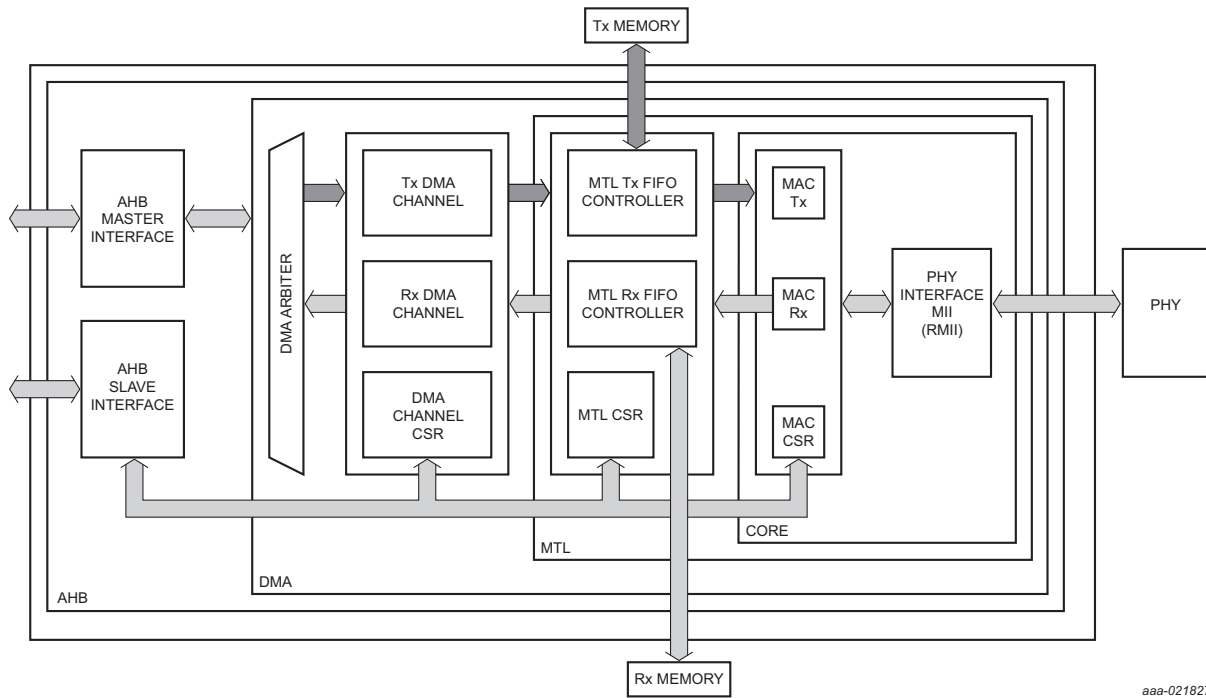 Tx MEMORY
AHB
MASTER
INTERFACE
AHB
SLAVE
INTERFACE
DMA ARBITER
Tx DMA
CHANNEL
Rx DMA
CHANNEL
DMA
CHANNEL
CSR
MTL Tx FIFO
CONTROLLER
MTL Rx FIFO
CONTROLLER
MTL CSR
MAC
Tx
MAC
Rx
MAC
CSR
PHY
INTERFACE
MII
(RMII)
PHY
CORE
MTL
DMA
AHB
Rx MEMORY
aaa-021827